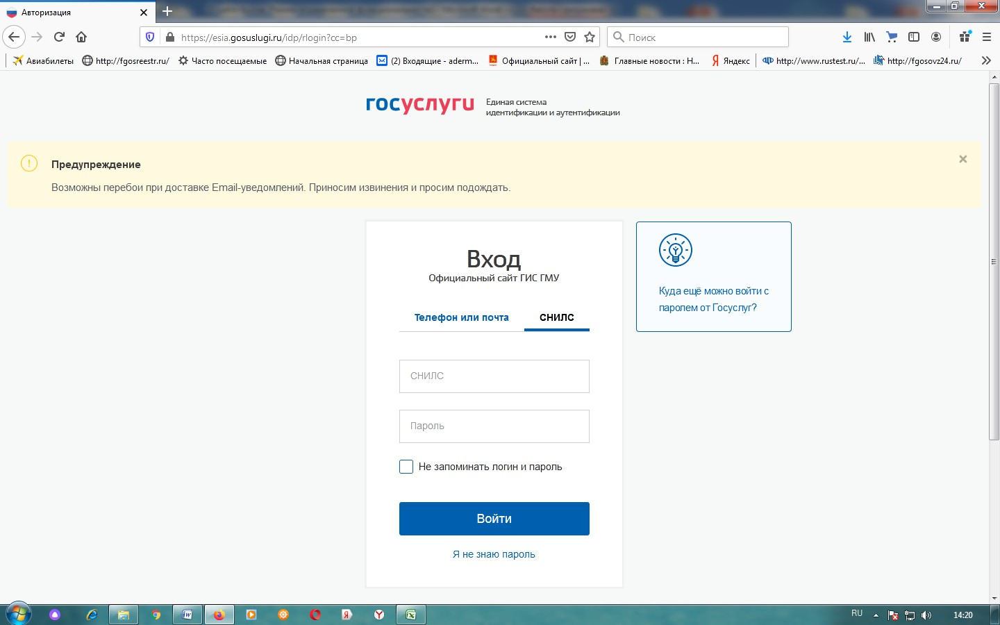 Авторизация
https://esia.gosuslugi.ru/idp/rlogin?cc=bp
Поиск
Авиабилеты
http://fgosreestr.ru/
Часто посещаемые
Начальная страница
(2) Входящие - aderm...
Официальный сайт | ...
Главные новости : Н...
Яндекс
http://www.rustest.ru/...
http://fgosovz24.ru/
госуслуги
Единая система
идентификации и аутентификации
Предупреждение
Возможны перебои при доставке Email-уведомлений. Приносим извинения и просим подождать.
Вход
Официальный сайт ГИС ГМУ
Телефон или почта
СНИЛС
СНИЛС
Пароль
Не запоминать логин и пароль
Войти
Я не знаю пароль
Куда ещё можно войти с
паролем от Госуслуг?
RU
14:20